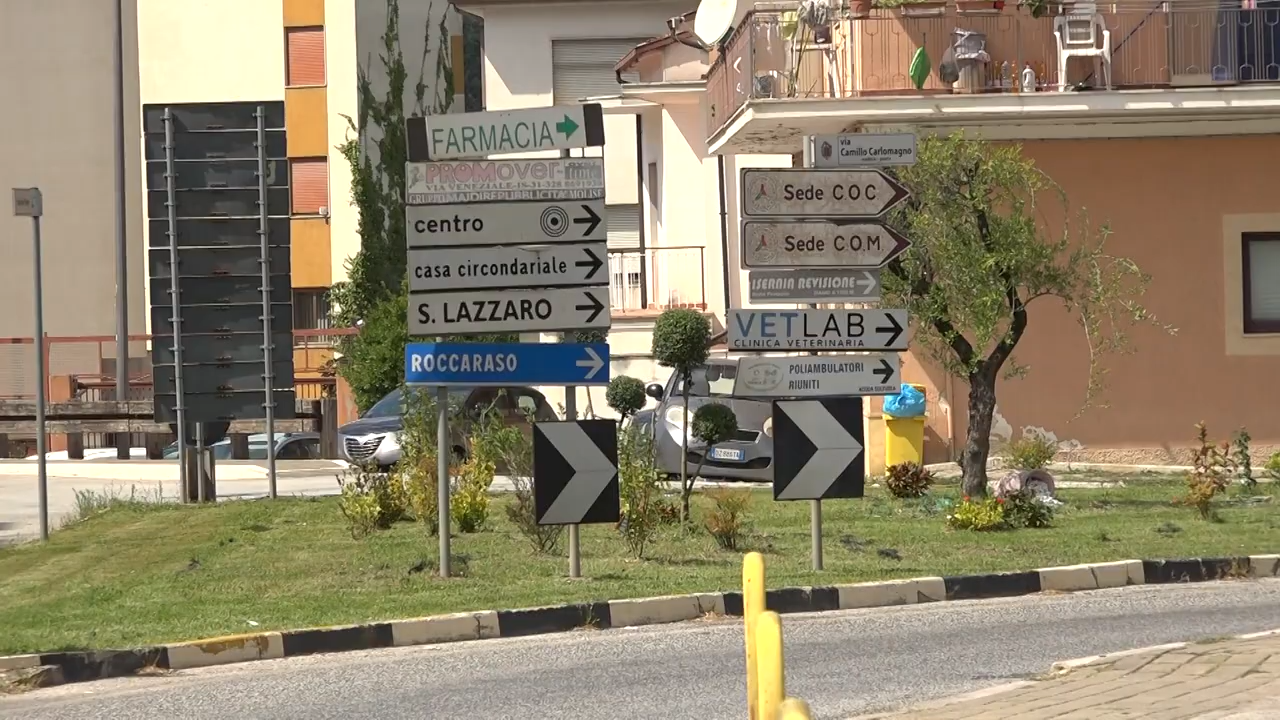 FARMACIA
PROMOver
VIA VENEZIALE
centro
casa circondariale
S. LAZZARO
ROCCARASO
via
Camillo Carlomagno
Sede C.O.C
Sede C.O.M
ISERNIA REVISIONE
VETLAB
CLINICA VETERINARIA
POLIAMBULATORI
RIUNITI